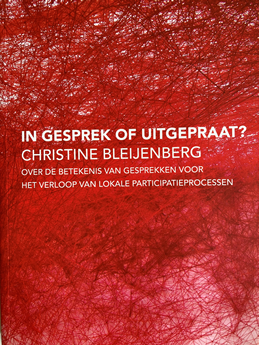 IN GESPREK OF UITGEPRAAT?
CHRISTINE BLEIJENBERG
OVER DE BETEKENIS VAN GESPREKKEN VOOR
HET VERLOOP VAN LOKALE PARTICIPATIEPROCESSEN